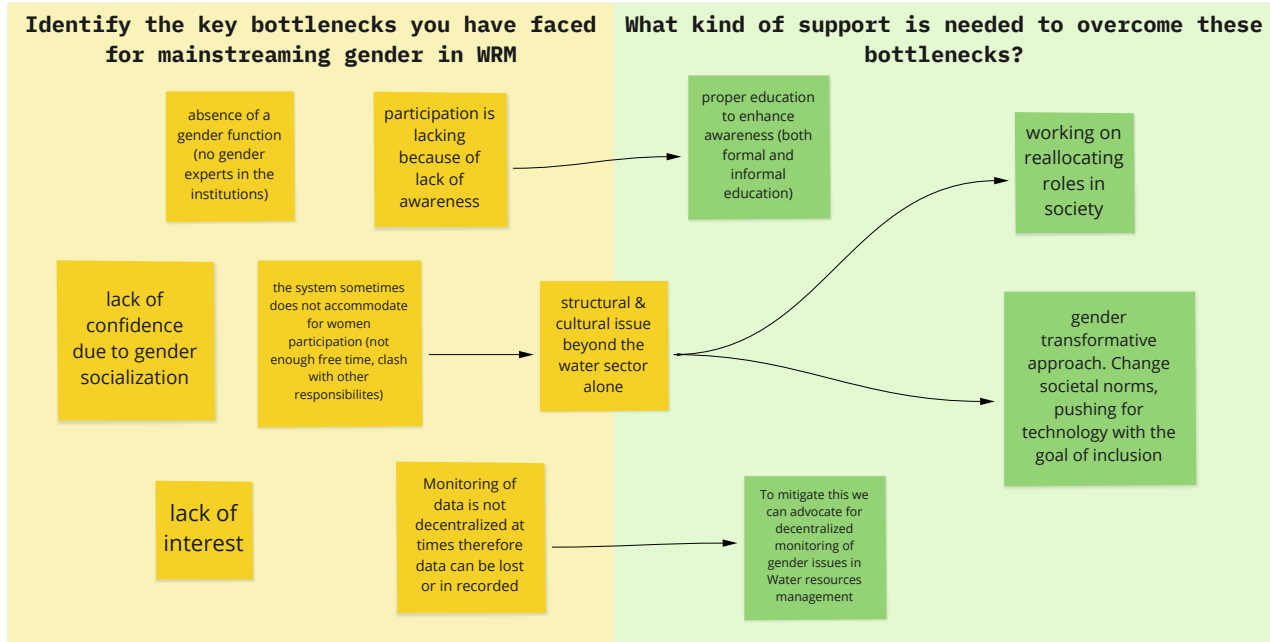 Identify the key bottlenecks you have faced
for mainstreaming gender in WRM
What kind of support is needed to overcome these
bottlenecks?
absence of a
gender function
(no gender
experts in the
institutions)
participation is
lacking
because of
lack of
awareness
proper education
to enhance
awareness (both
formal and
informal
education)
working on
reallocating
roles in
society
lack of
confidence
due to gender
socialization
the system sometimes
does not accommodate
for women
participation (not
enough free time, clash
with other
responsibilites)
structural &
cultural issue
beyond the
water sector
alone
gender
transformative
approach. Change
societal norms,
pushing for
technology with the
goal of inclusion
lack of
interest
Monitoring of
data is not
decentralized at
times therefore
data can be lost
or in recorded
To mitigate this we
can advocate for
decentralized
monitoring of
gender issues in
Water resources
management